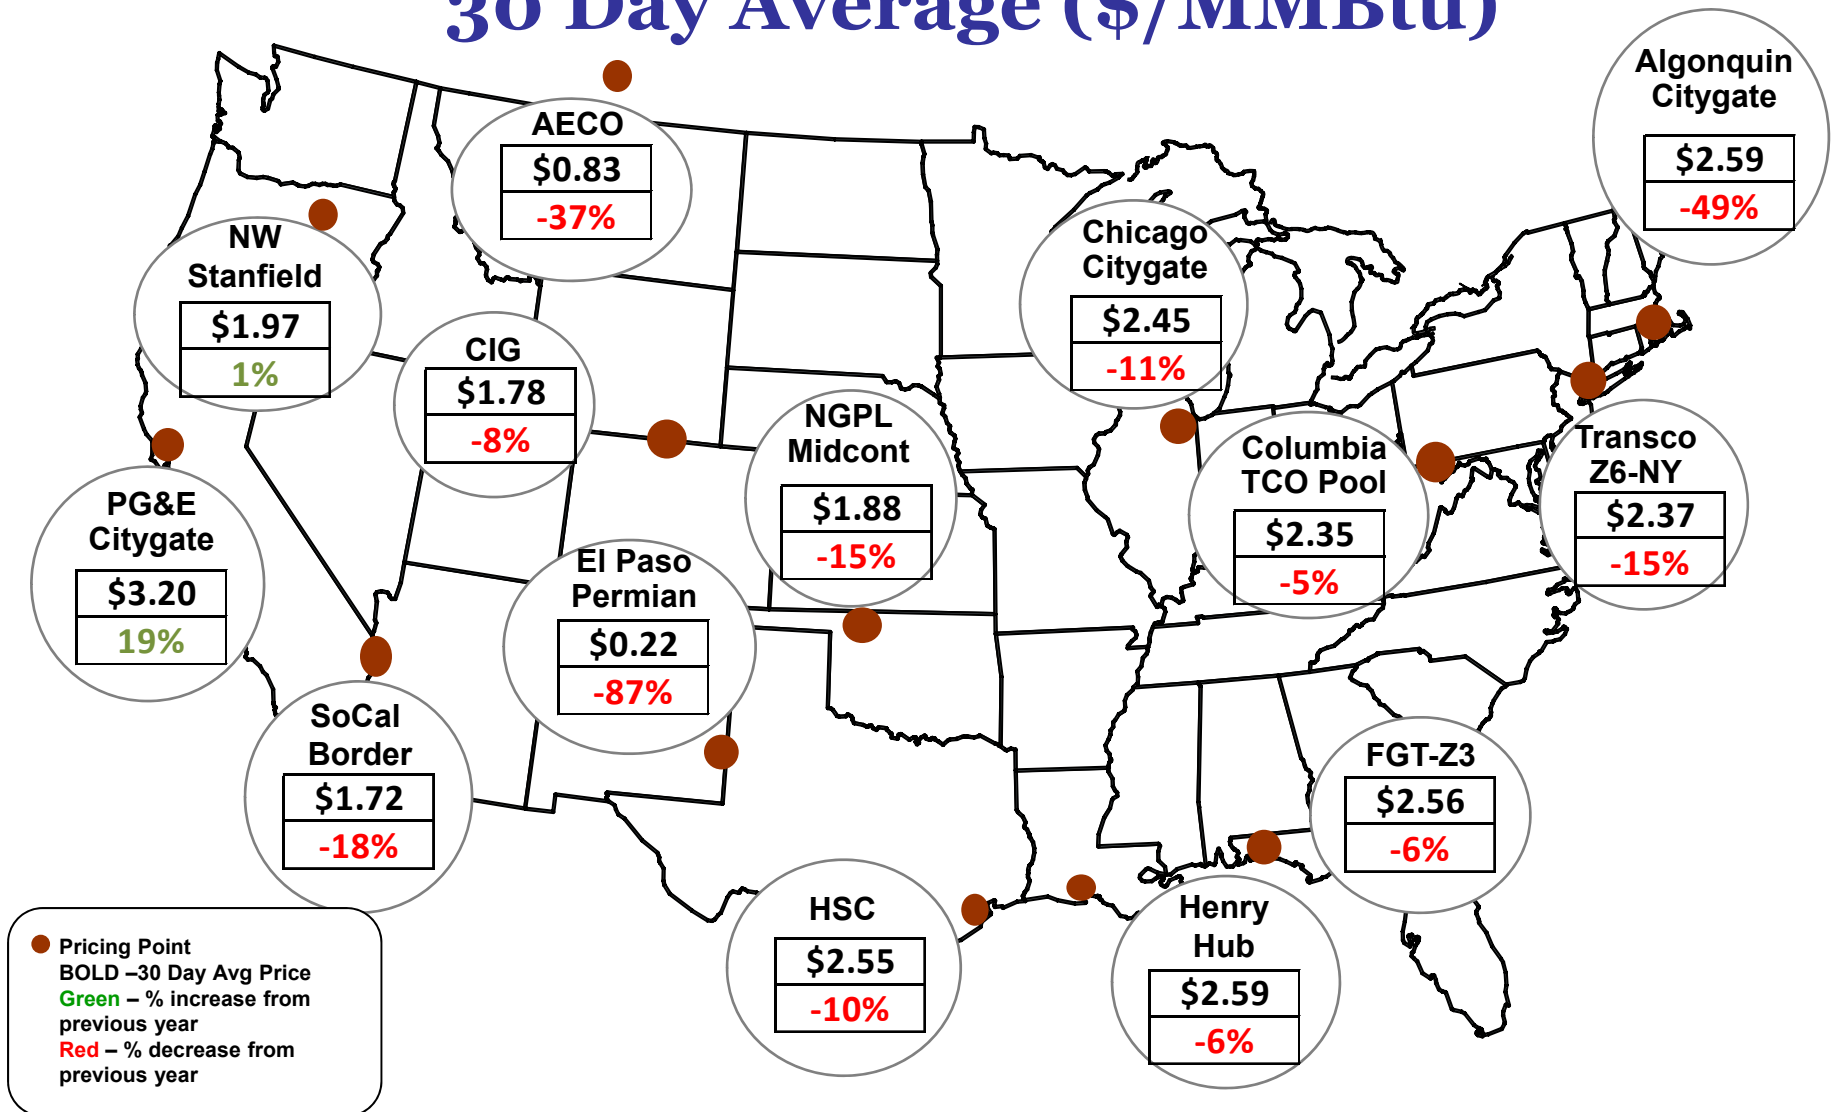 30 Day Average ($/MMBtu)
Algonquin
Citygate
$2.59
-49%
AECO
$0.83
-37%
NW
Stanfield
$1.97
1%
Chicago
Citygate
$2.45
-11%
CIG
$1.78
-8%
NGPL
Midcont
$1.88
-15%
Columbia
TCO Pool
$2.35
-5%
Transco
Z6-NY
$2.37
-15%
PG&E
Citygate
$3.20
19%
El Paso
Permian
$0.22
-87%
SoCal
Border
$1.72
-18%
FGT-Z3
$2.56
-6%
HSC
$2.55
-10%
Henry
Hub
$2.59
-6%
Pricing Point
BOLD –30 Day Avg Price
Green – % increase from
previous year
Red – % decrease from
previous year